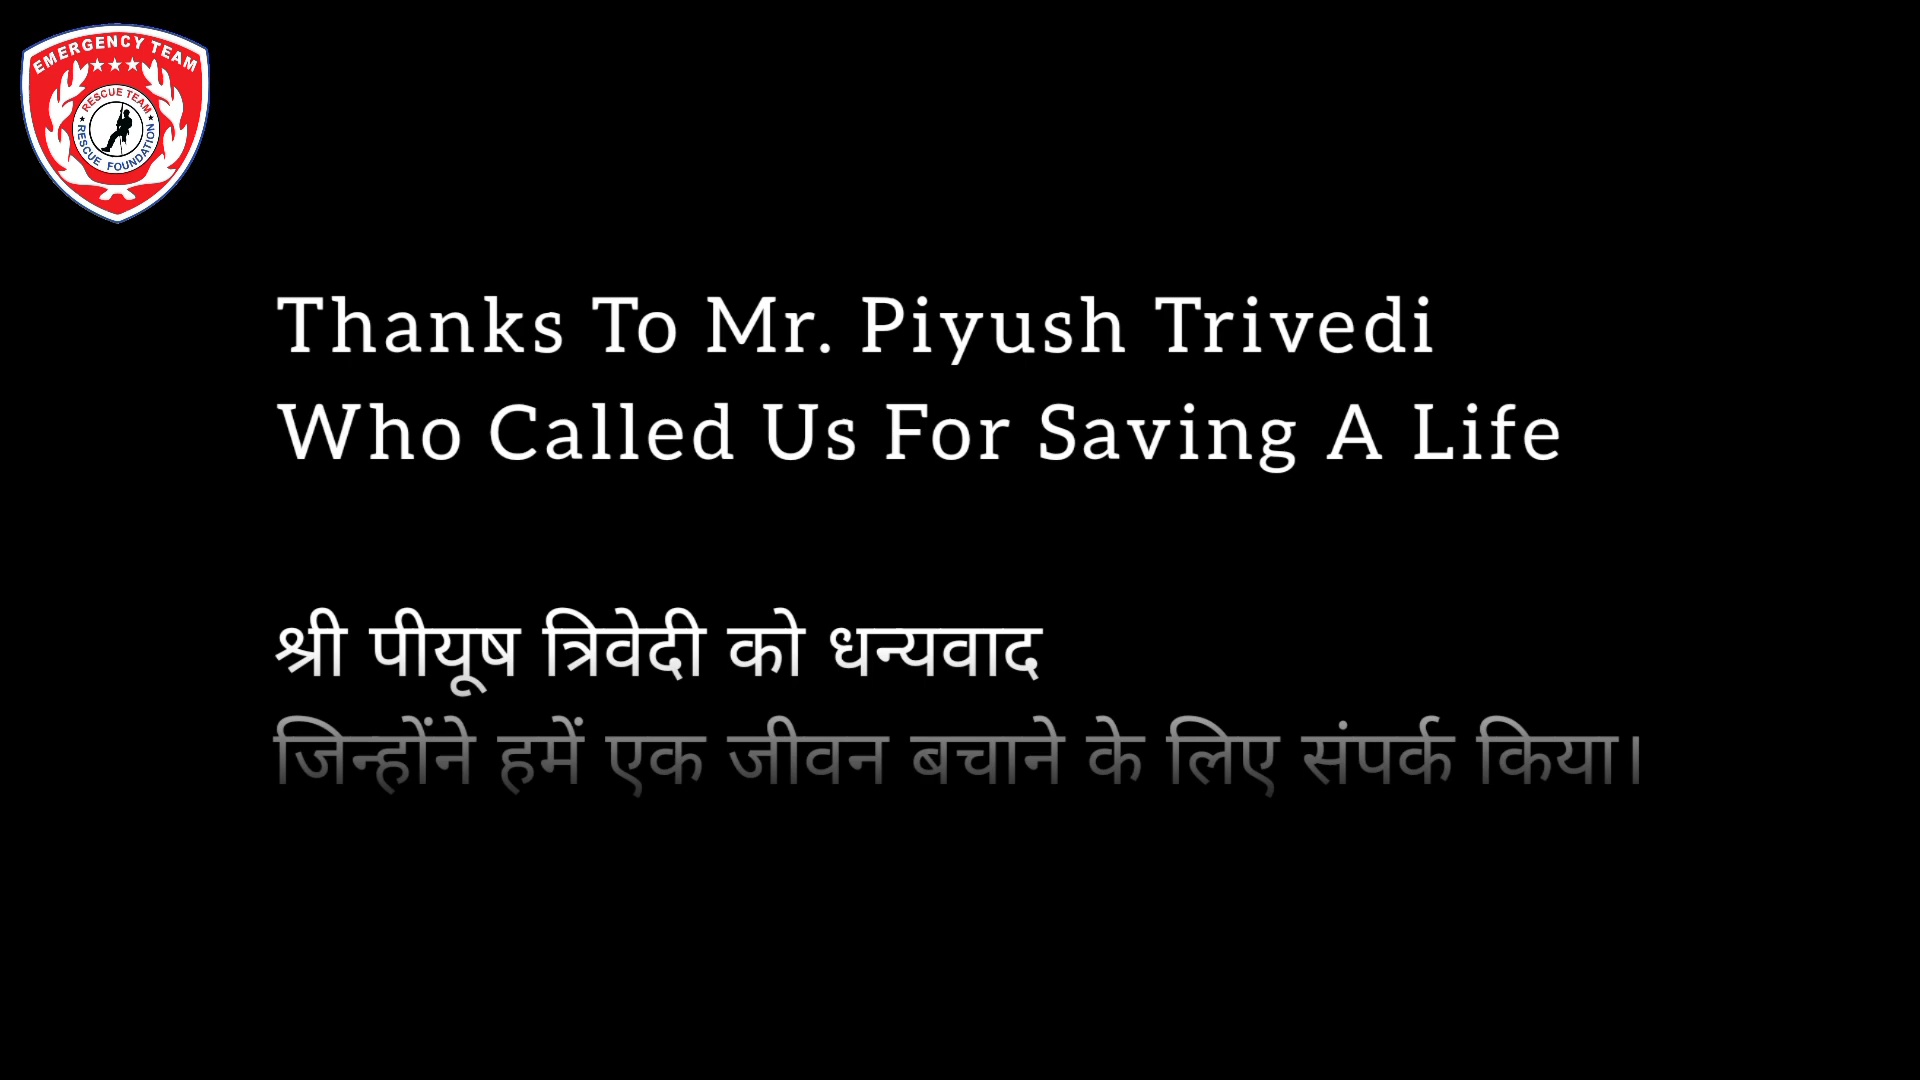 EMERGENCY TEAM
RESCUE TEAM
RESCUE FOUNDATION
Thanks To Mr. Piyush Trivedi
Who Called Us For Saving A Life
श्री पीयूष त्रिवेदी को धन्यवाद
जिन्होंने हमें एक जीवन बचाने के लिए संपर्क किया।